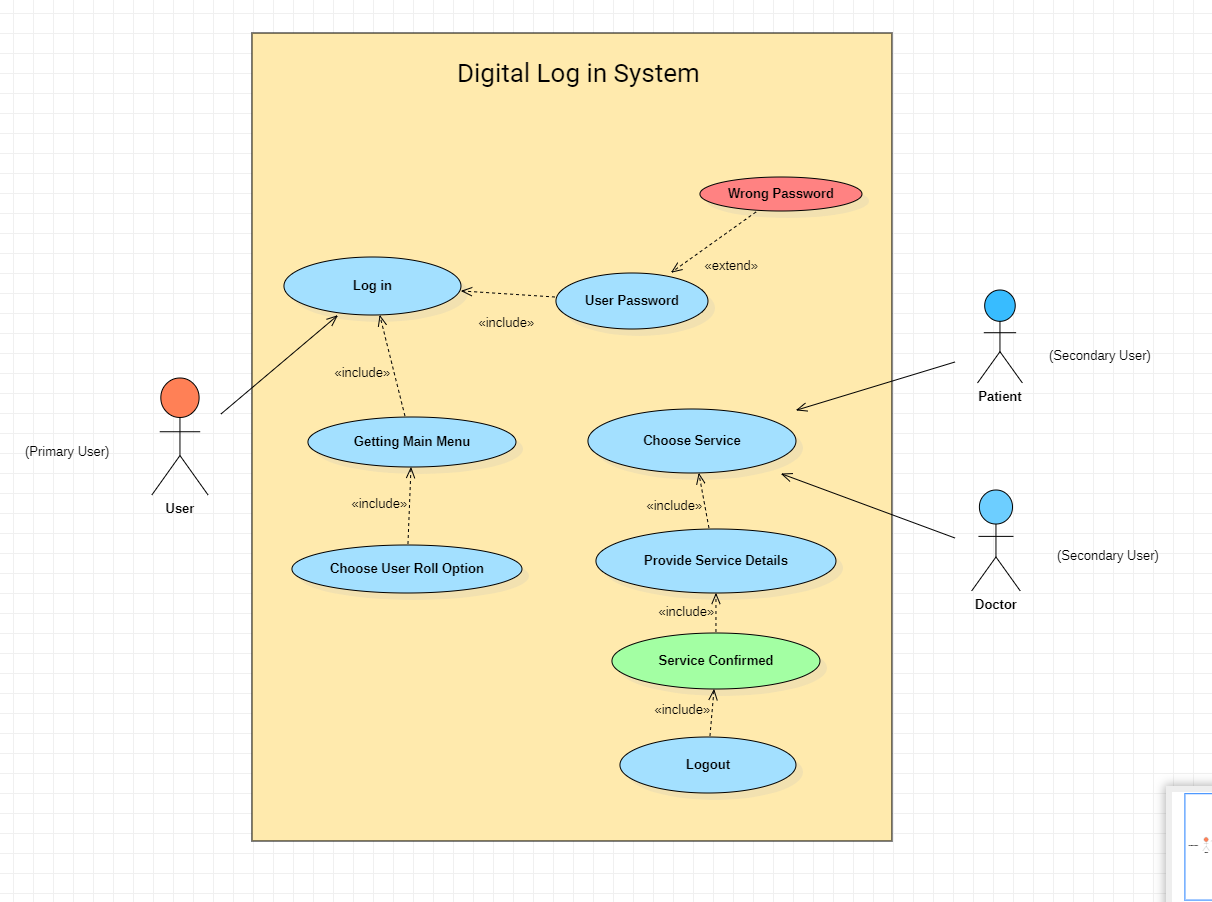 Digital Log in System
Wrong Password
«extend»
Log in
User Password
«include»
«include»
(Secondary User)
Patient
(Primary User)
User
Getting Main Menu
Choose Service
«include»
«include»
Choose User Roll Option
Provide Service Details
(Secondary User)
Doctor
«include»
Service Confirmed
«include»
Logout